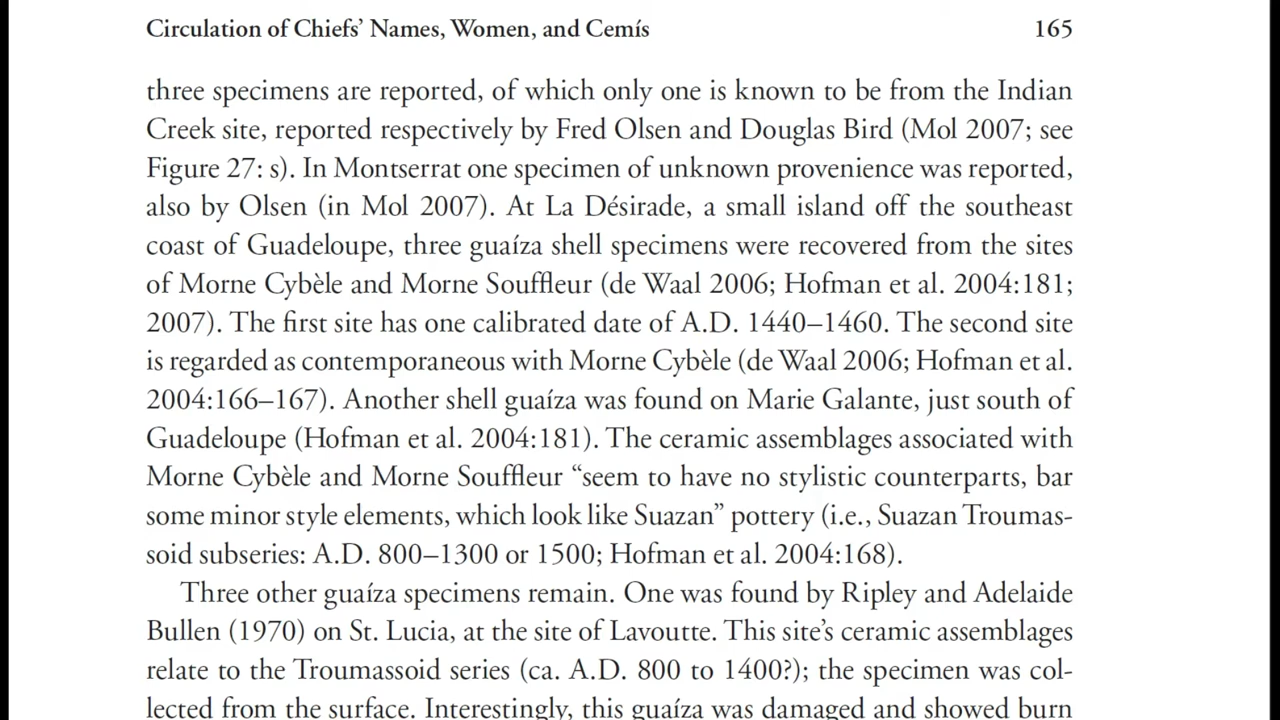 Circulation of Chiefs’ Names, Women, and Cemís 165
three specimens are reported, of which only one is known to be from the Indian
Creek site, reported respectively by Fred Olsen and Douglas Bird (Mol 2007; see
Figure 27: s). In Montserrat one specimen of unknown provenience was reported,
also by Olsen (in Mol 2007). At La Désirade, a small island off the southeast
coast of Guadeloupe, three guaíza shell specimens were recovered from the sites
of Morne Cybèle and Morne Souffleur (de Waal 2006; Hofman et al. 2004:181;
2007). The first site has one calibrated date of A.D. 1440–1460. The second site
is regarded as contemporaneous with Morne Cybèle (de Waal 2006; Hofman et al.
2004:166–167). Another shell guaíza was found on Marie Galante, just south of
Guadeloupe (Hofman et al. 2004:181). The ceramic assemblages associated with
Morne Cybèle and Morne Souffleur “seem to have no stylistic counterparts, bar
some minor style elements, which look like Suazan” pottery (i.e., Suazan Troumas-
soid subseries: A.D. 800–1300 or 1500; Hofman et al. 2004:168).
Three other guaíza specimens remain. One was found by Ripley and Adelaide
Bullen (1970) on St. Lucia, at the site of Lavoutte. This site’s ceramic assemblages
relate to the Troumassoid series (ca. A.D. 800 to 1400?); the specimen was col-
lected from the surface. Interestingly, this guaíza was damaged and showed burn